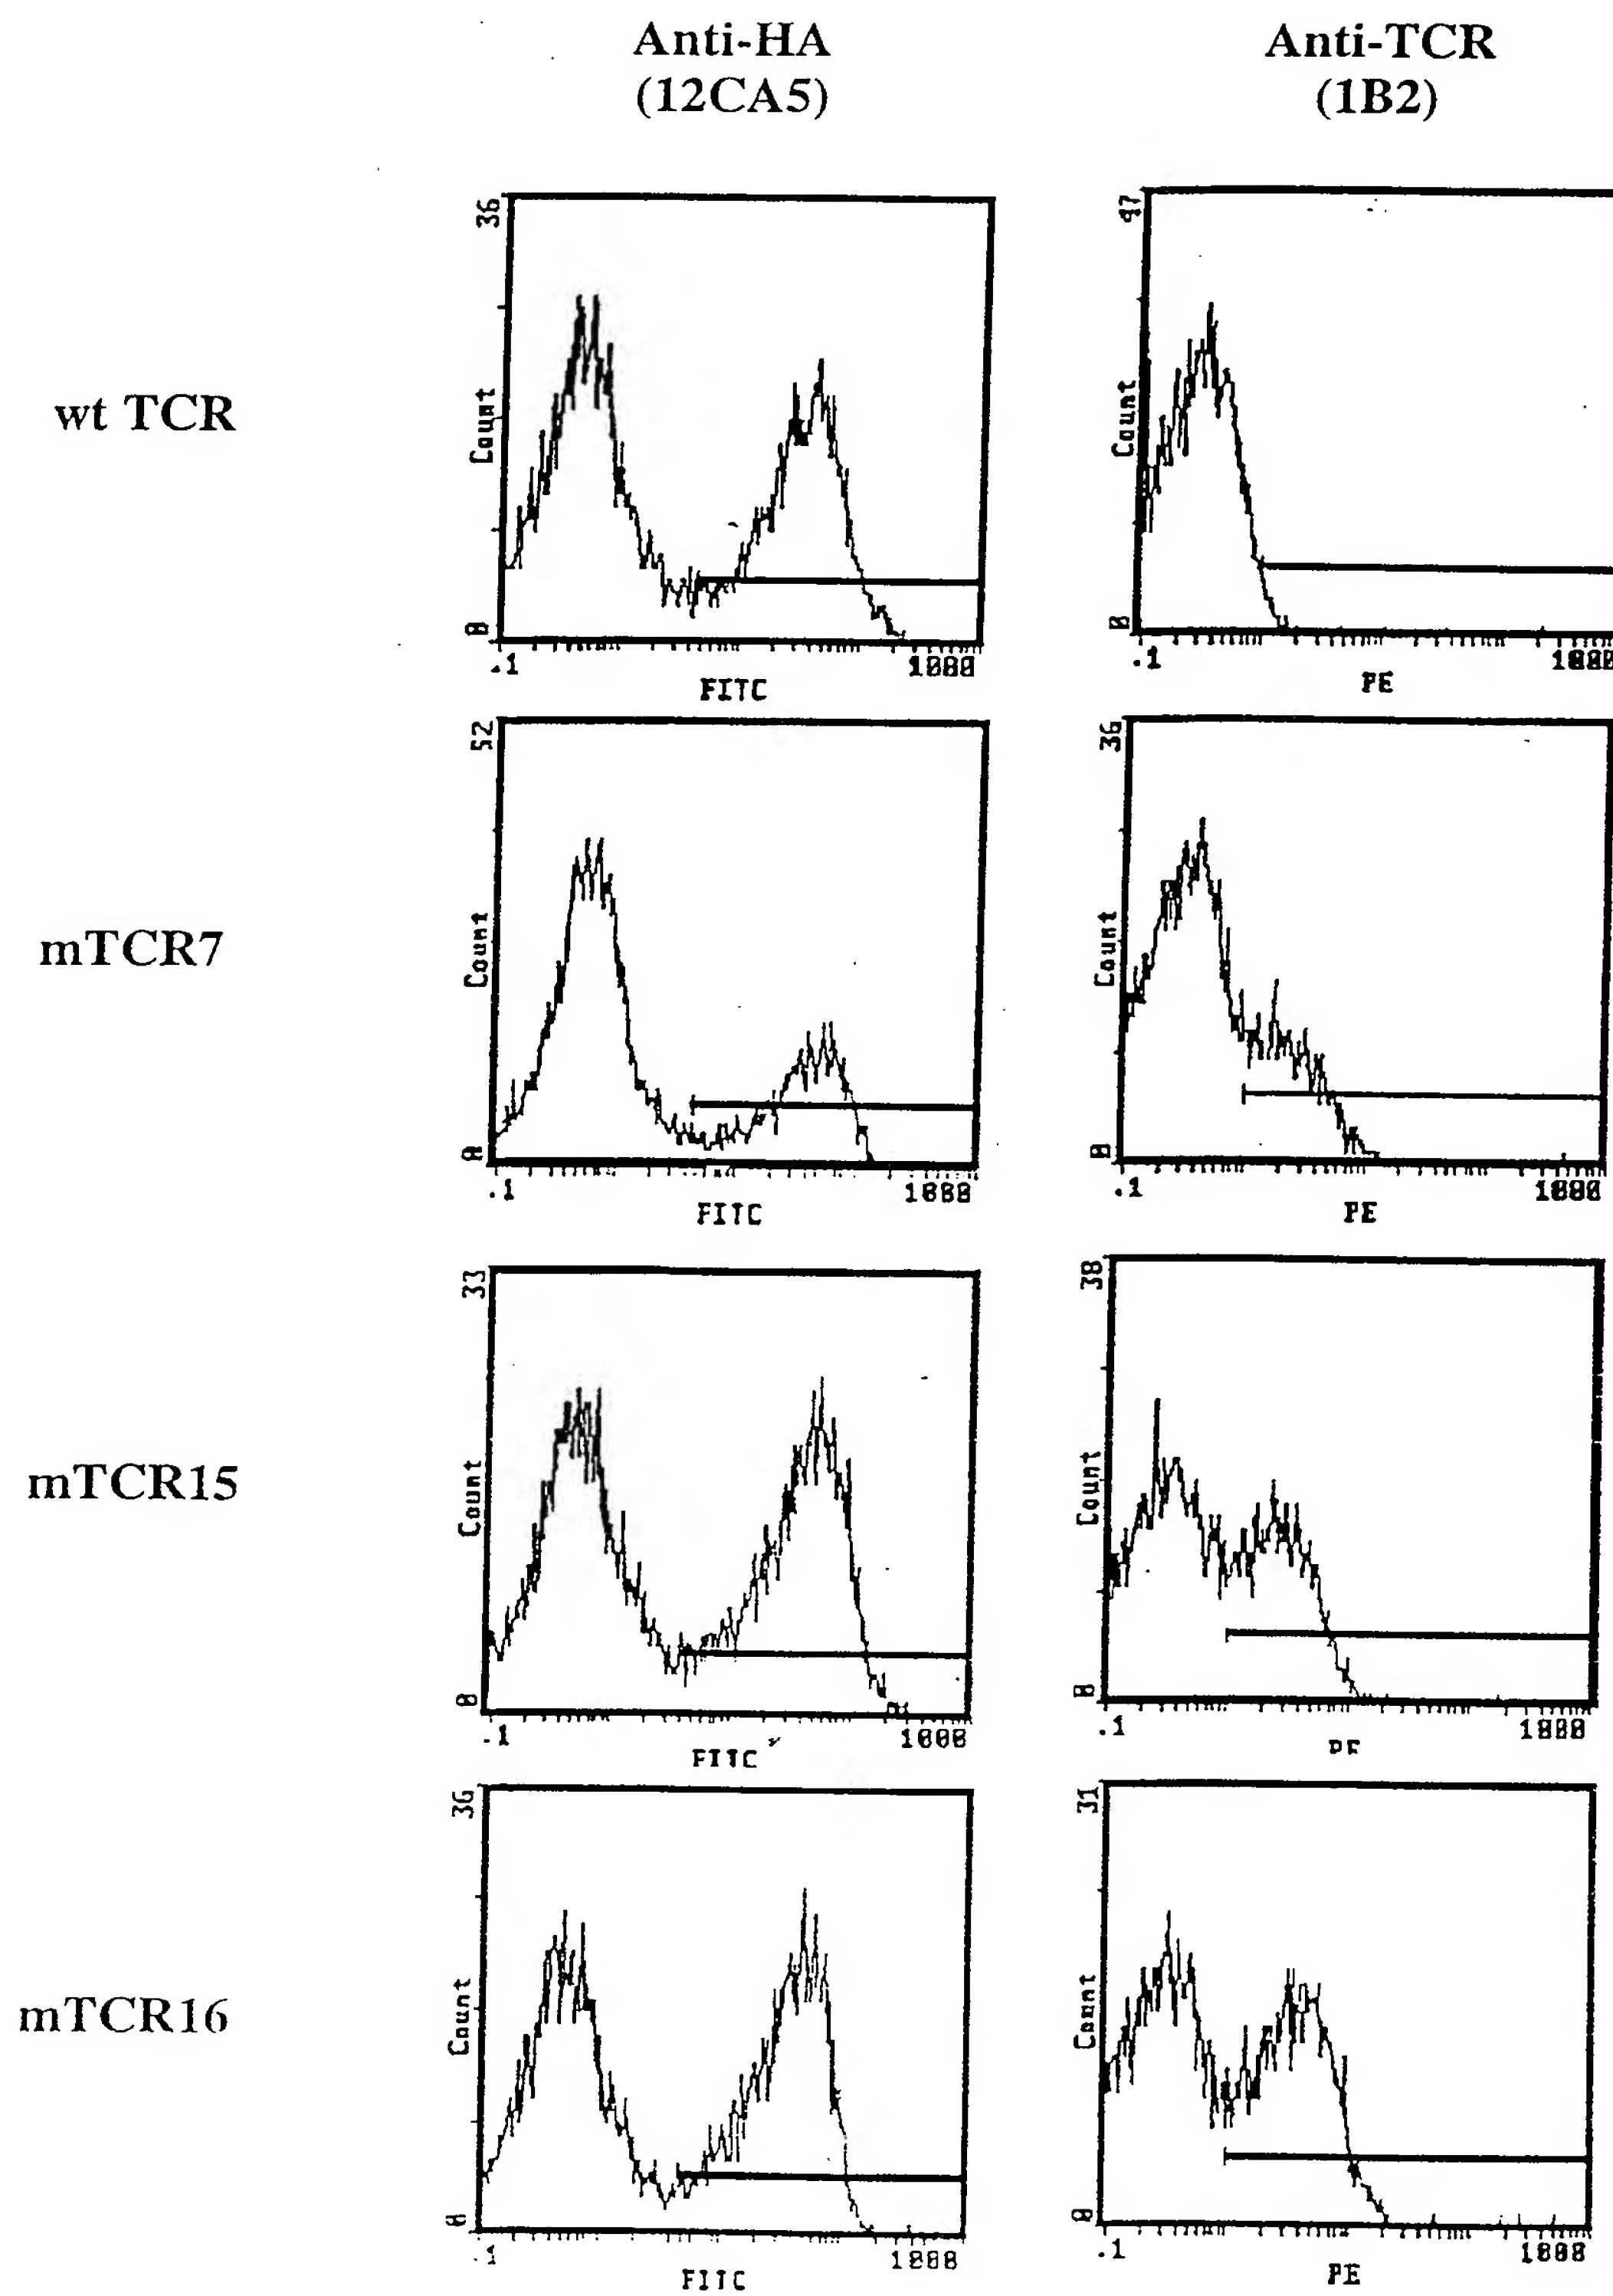 Anti-HA
(12CA5)
Anti-TCR
(1B2)
wt TCR
36
Count
0
.1
1000
FITC
47
Count
0
.1
1000
PE
mTCR7
52
Count
0
.1
1000
FITC
36
Count
0
.1
1000
PE
mTCR15
33
Count
0
.1
1000
FITC
38
Count
0
.1
1000
PE
mTCR16
36
Count
0
.1
1000
FITC
31
Count
0
.1
1000
PE